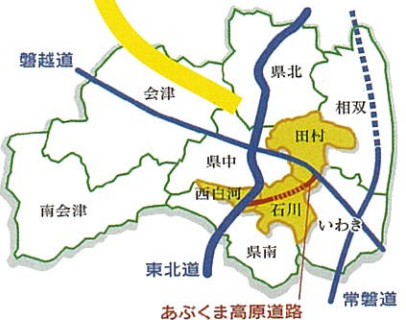 磐越道
県北
会津
相双
田村
県中
西白河
石川
南会津
いわき
県南
東北道
常磐道
あぶくま高原道路